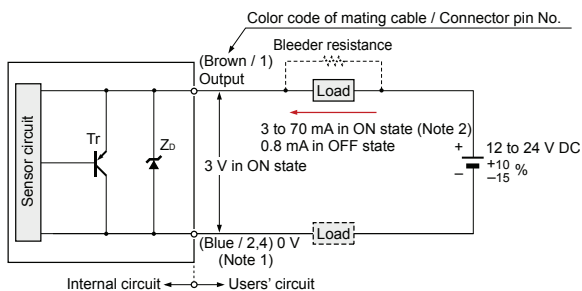 Color code of mating cable / Connector pin No.
Bleeder resistance
(Brown / 1)
Output
Load
Sensor circuit
Tr
ZD
3 to 70 mA in ON state (Note 2)
0.8 mA in OFF state
3 V in ON state
+
−
12 to 24 V DC
+10
−15 %
Load
(Blue / 2,4) 0 V
(Note 1)
Internal circuit
Users' circuit